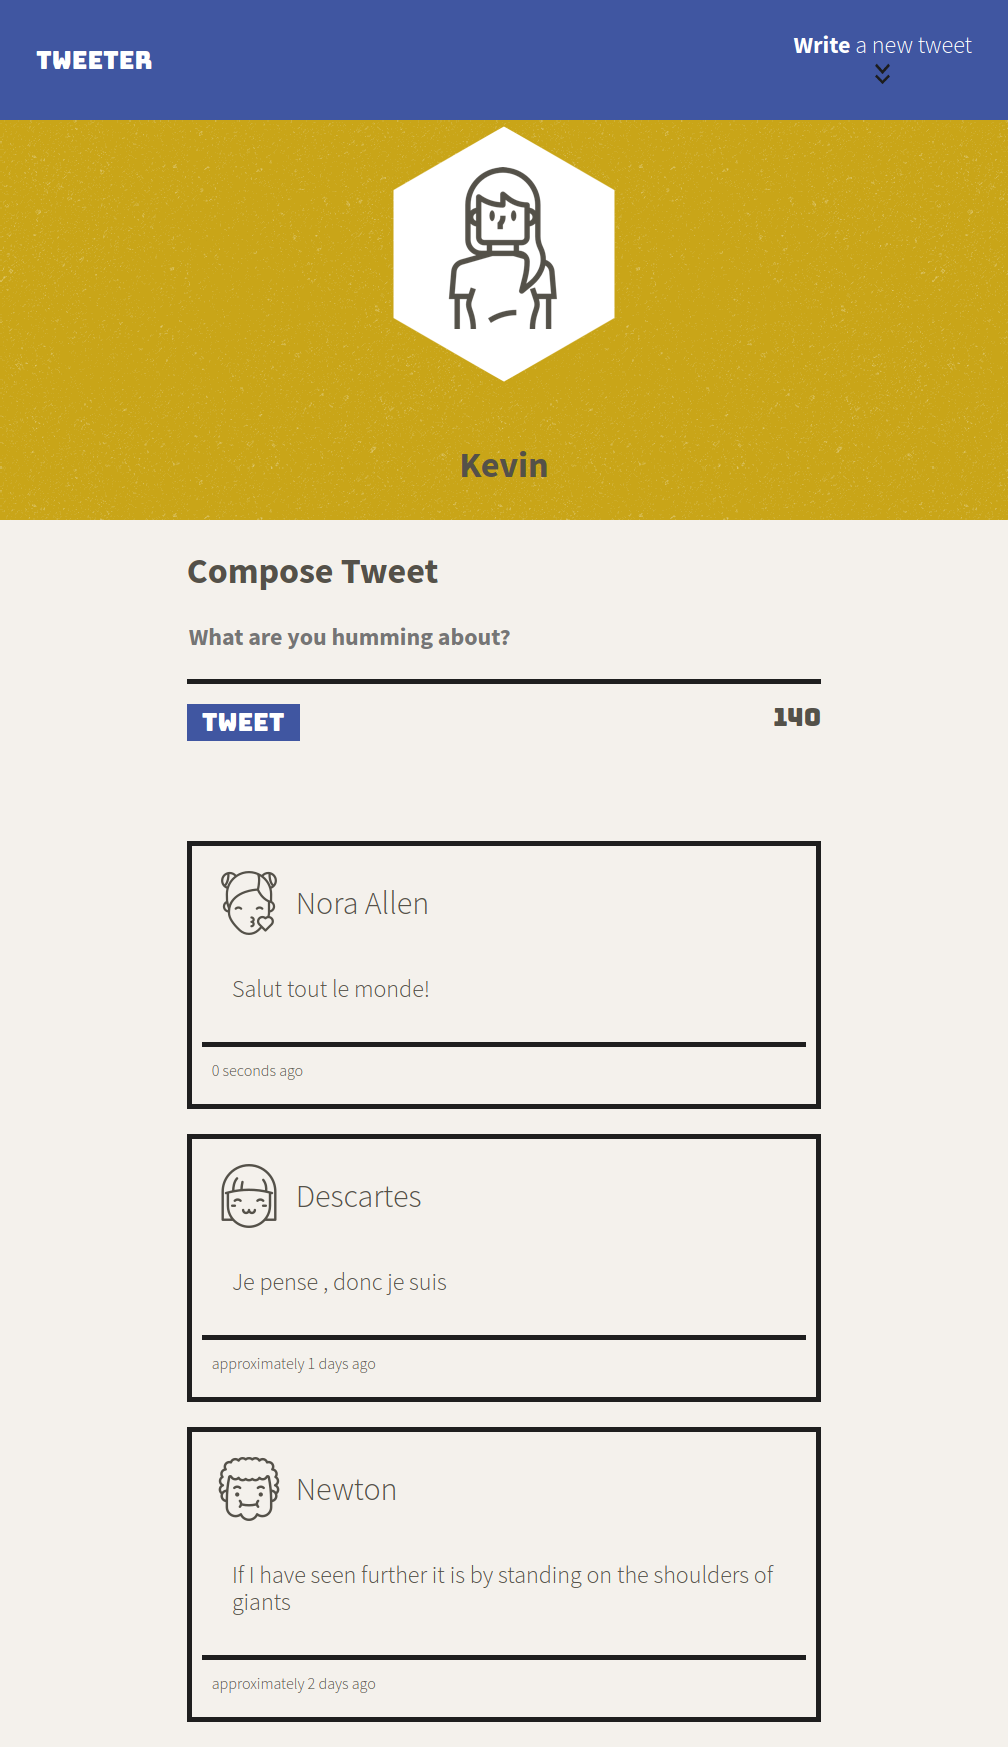 TWEETER
Write a new tweet
Kevin
Compose Tweet
What are you humming about?
TWEET
140
Nora Allen
Salut tout le monde!
0 seconds ago
Descartes
Je pense , donc je suis
approximately 1 days ago
Newton
If I have seen further it is by standing on the shoulders of
giants
approximately 2 days ago